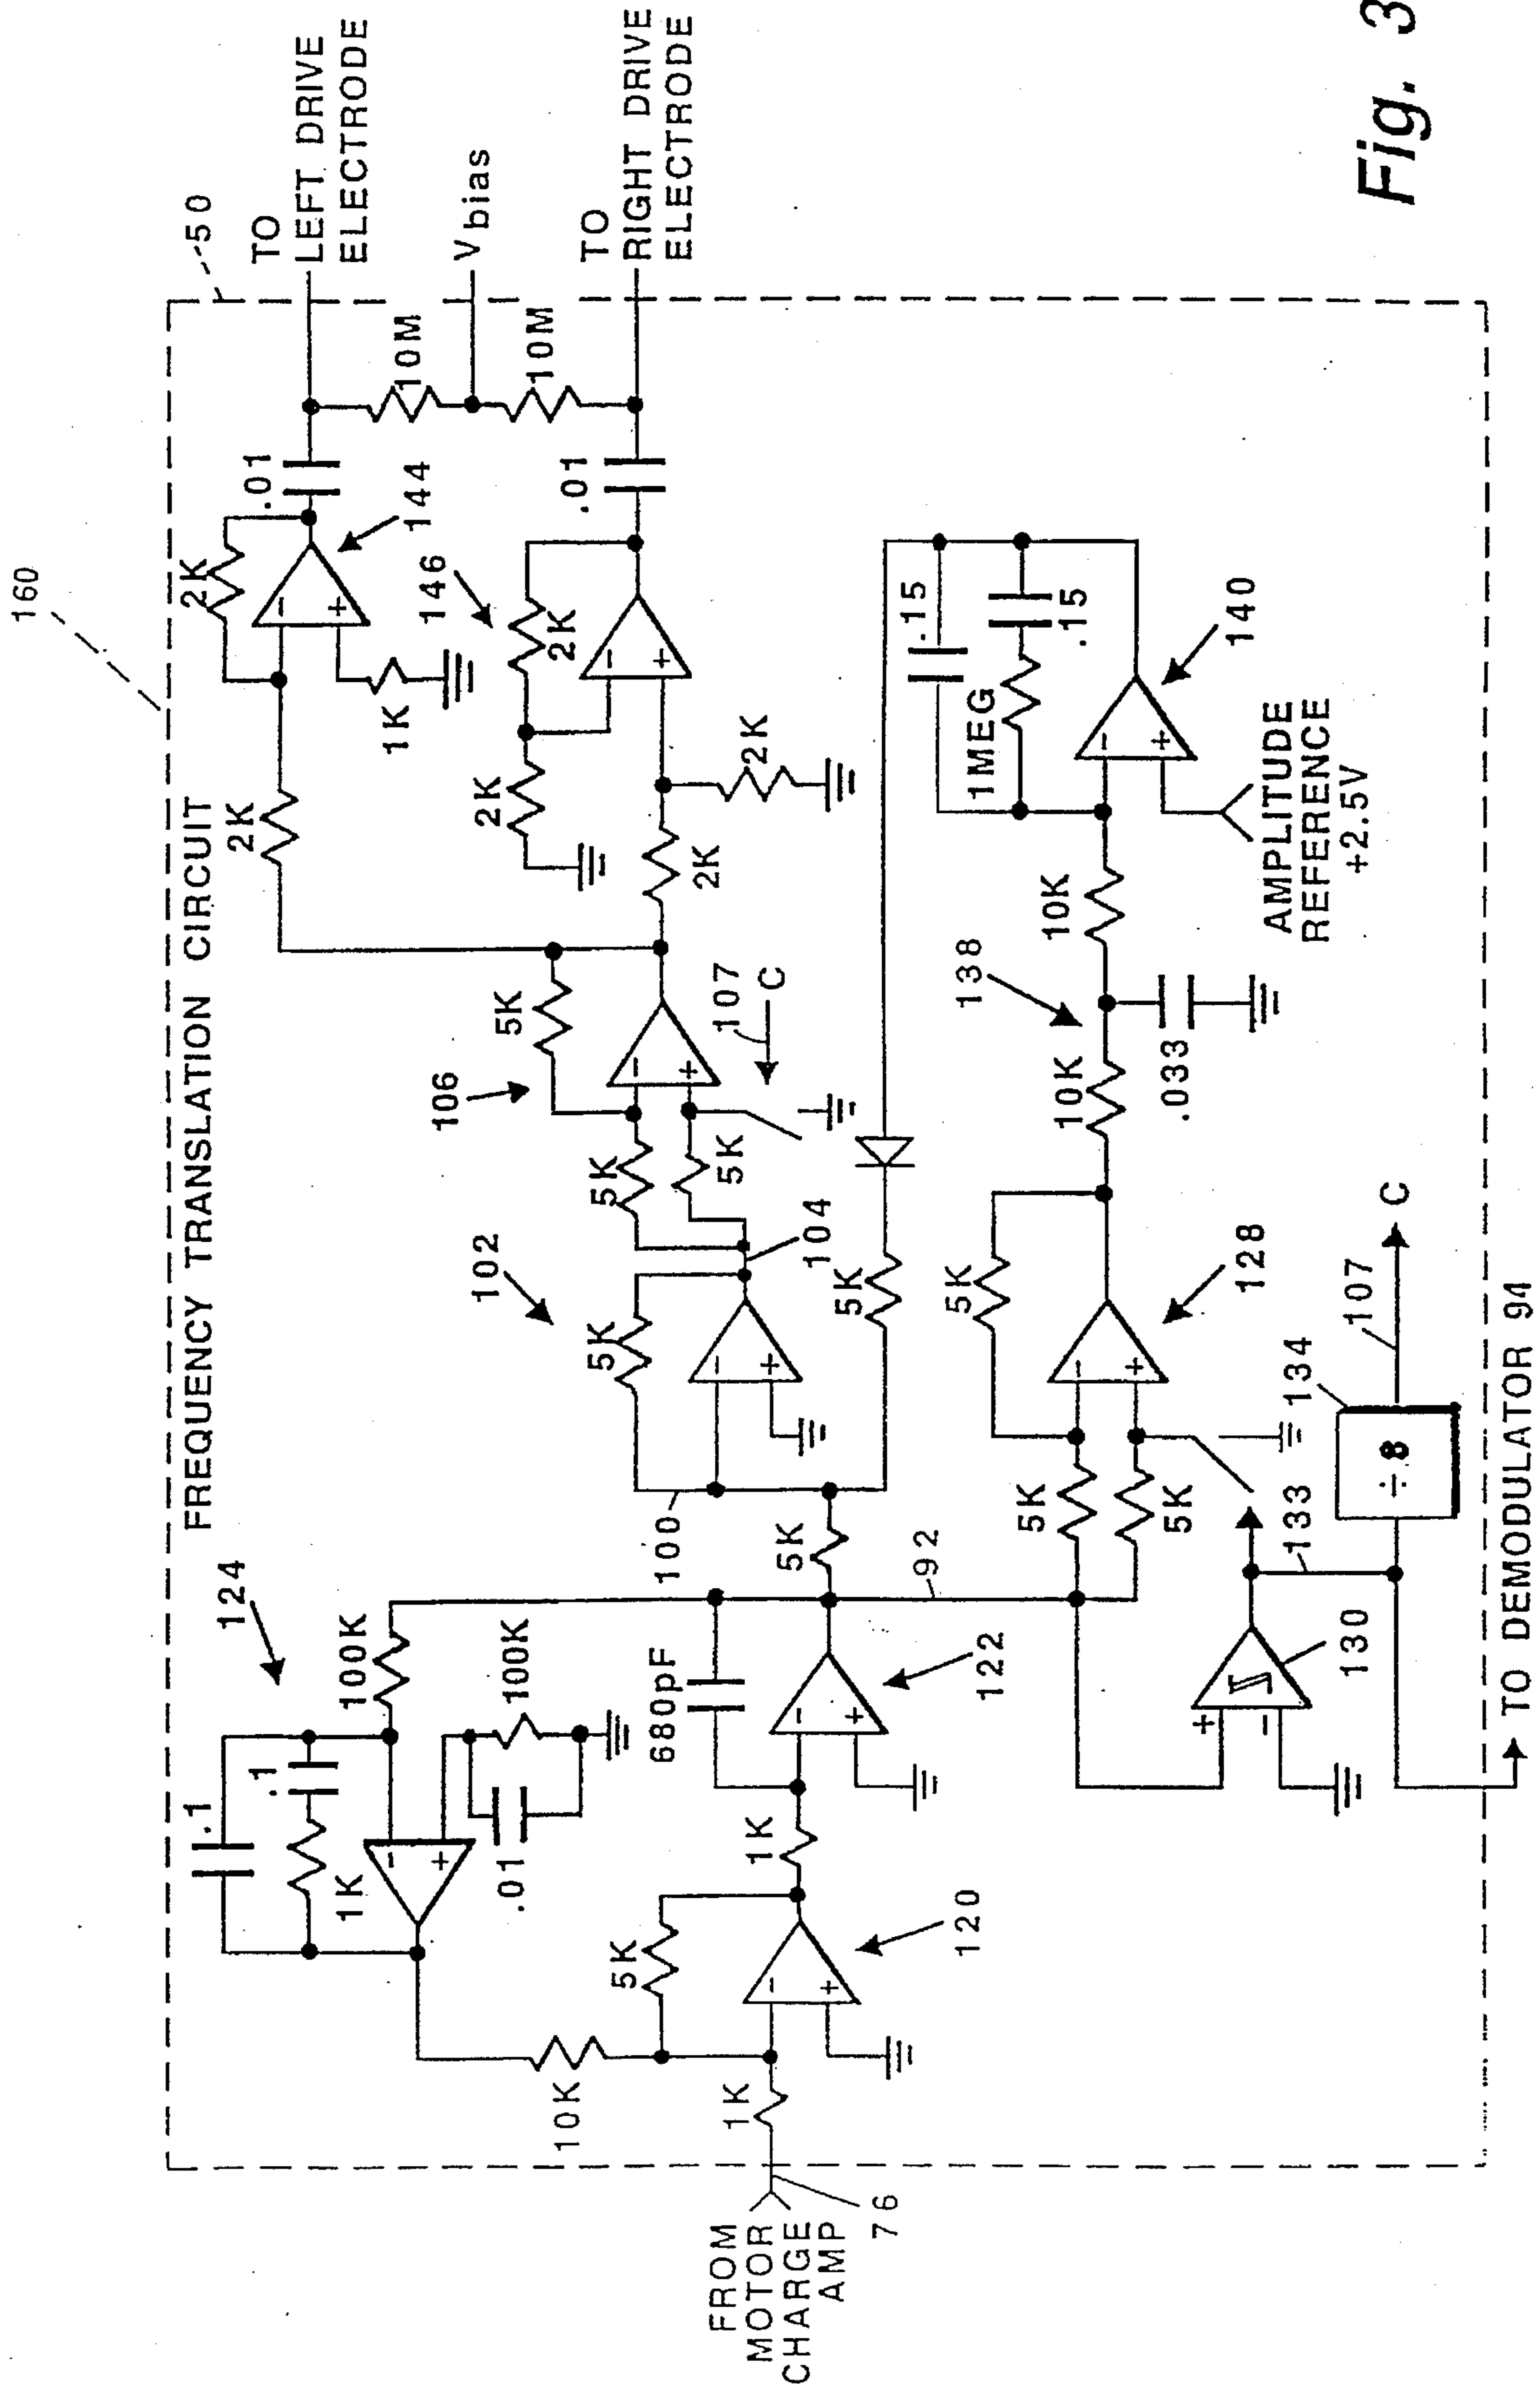 160
50
FREQUENCY TRANSLATION CIRCUIT
TO
LEFT DRIVE
ELECTRODE
Vbias
TO
RIGHT DRIVE
ELECTRODE
124
.1
.1
1K
100K
100K
.01
2K
2K
1K
144
.01
10M
10M
146
2K
2K
2K
2K
.01
106
5K
5K
5K
107
C
102
5K
104
100
5K
5K
92
680pF
122
1K
5K
10K
120
1K
FROM
MOTOR
CHARGE
AMP
76
.15
.15
1MEG
140
AMPLITUDE
REFERENCE
+2.5V
10K
138
10K
.033
5K
128
5K
5K
130
133
134
÷8
107
C
TO DEMODULATOR 94
Fig. 3